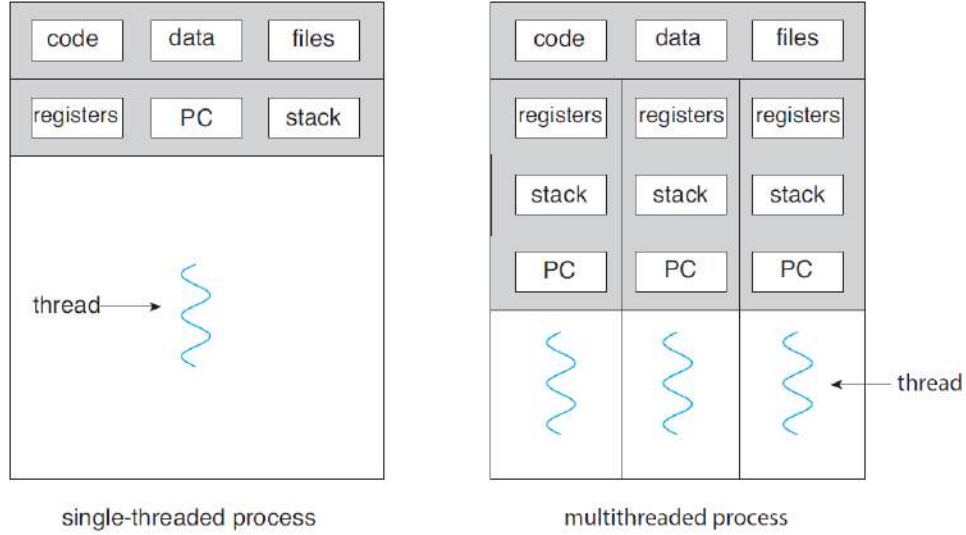 code data files
registers PC stack
thread
single-threaded process
code data files
registers registers registers
stack stack stack
PC PC PC
thread
multithreaded process